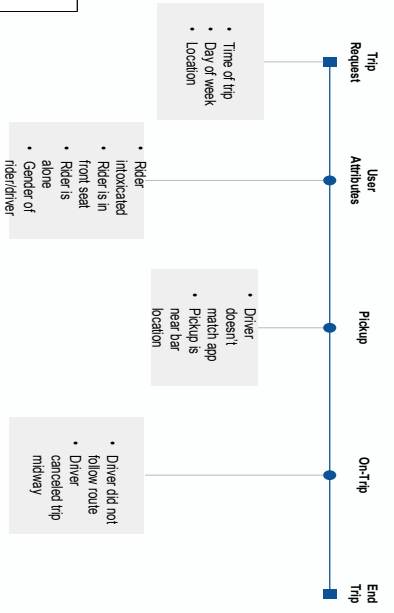 Trip
Request
User
Attributes
Pickup
On-Trip
End
Trip
• Time of trip
• Day of week
• Location
• Rider
intoxicated
• Rider is in
front seat
• Rider is
alone
• Gender of
rider/driver
• Driver
doesn't
match app
• Pickup is
near bar
location
• Driver did not
follow route
• Driver
canceled trip
midway